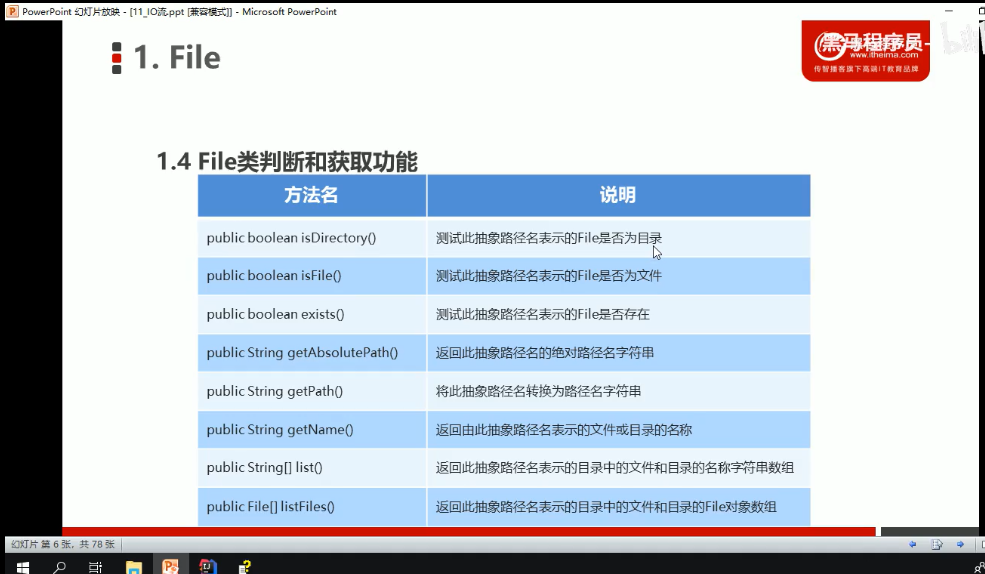 PowerPoint 幻灯片放映 - [11_IO流.ppt [兼容模式]] - Microsoft PowerPoint
1. File
黑马程序员
www.itheima.com
传智播客旗下高端IT教育品牌
1.4 File类判断和获取功能
方法名 说明
public boolean isDirectory() 测试此抽象路径名表示的File是否为目录
public boolean isFile() 测试此抽象路径名表示的File是否为文件
public boolean exists() 测试此抽象路径名表示的File是否存在
public String getAbsolutePath() 返回此抽象路径名的绝对路径名字符串
public String getPath() 将此抽象路径名转换为路径名字符串
public String getName() 返回由此抽象路径名表示的文件或目录的名称
public String[] list() 返回此抽象路径名表示的目录中的文件和目录的名称字符串数组
public File[] listFiles() 返回此抽象路径名表示的目录中的文件和目录的File对象数组
幻灯片 第 6 张，共 78 张